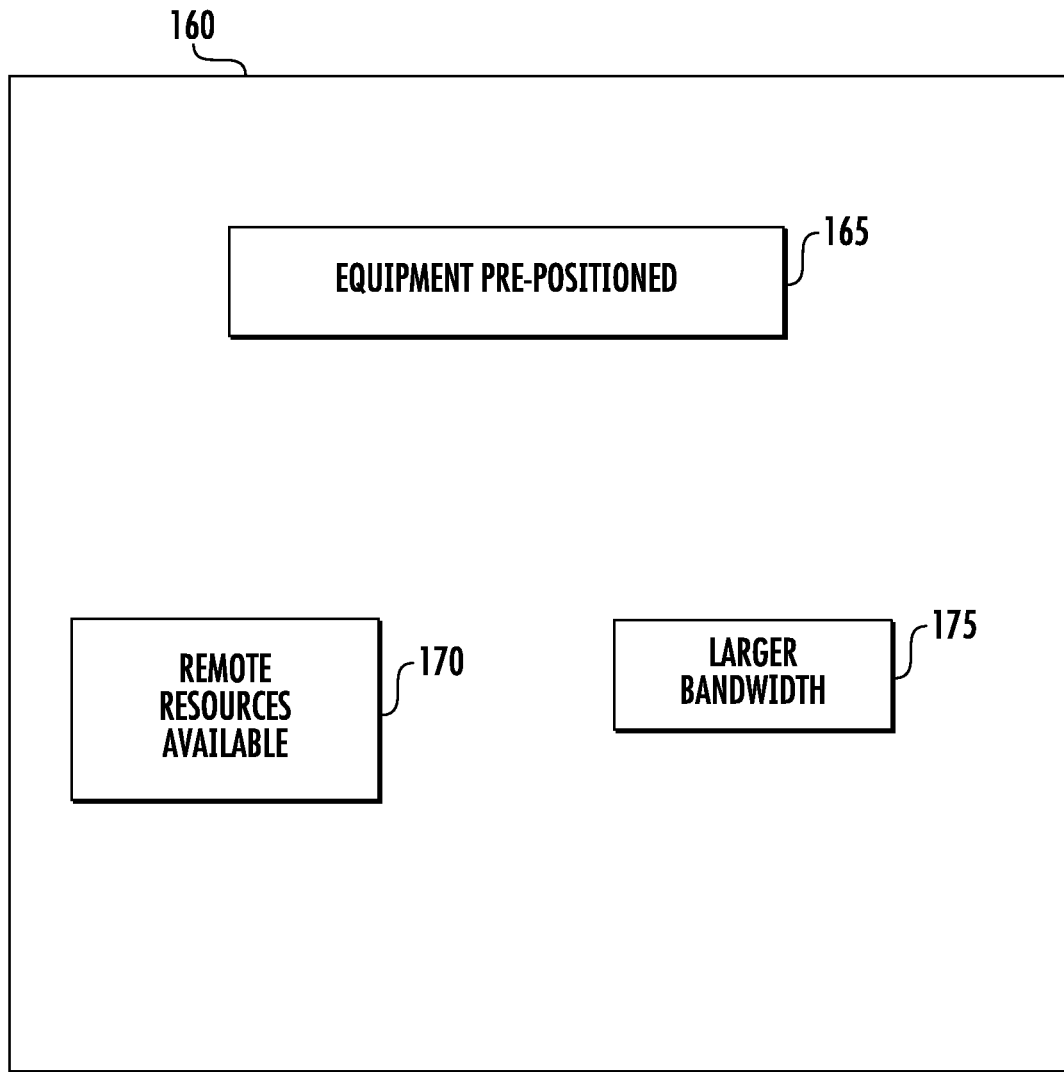 160
EQUIPMENT PRE-POSITIONED
165
REMOTE
RESOURCES
AVAILABLE
170
LARGER
BANDWIDTH
175